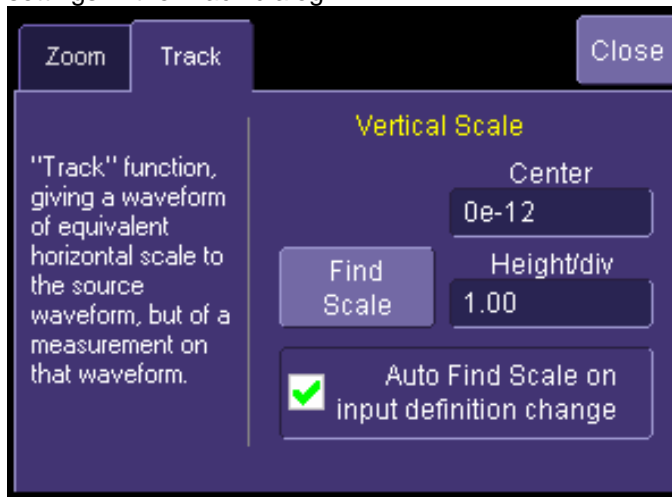 Zoom
Track
Close
"Track" function,
giving a waveform
of equivalent
horizontal scale to
the source
waveform, but of a
measurement on
that waveform.
Vertical Scale
Center
0e-12
Find
Scale
Height/div
1.00
Auto Find Scale on
input definition change